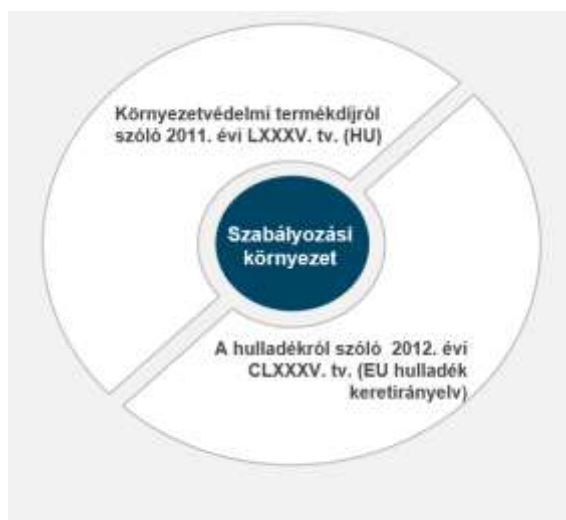 Környezetvédelmi termékdíjról
szóló 2011. évi LXXXV. tv. (HU)
Szabályozási
környezet
A hulladékról szóló 2012. évi
CLXXXV. tv. (EU hulladék
keretirányelv)